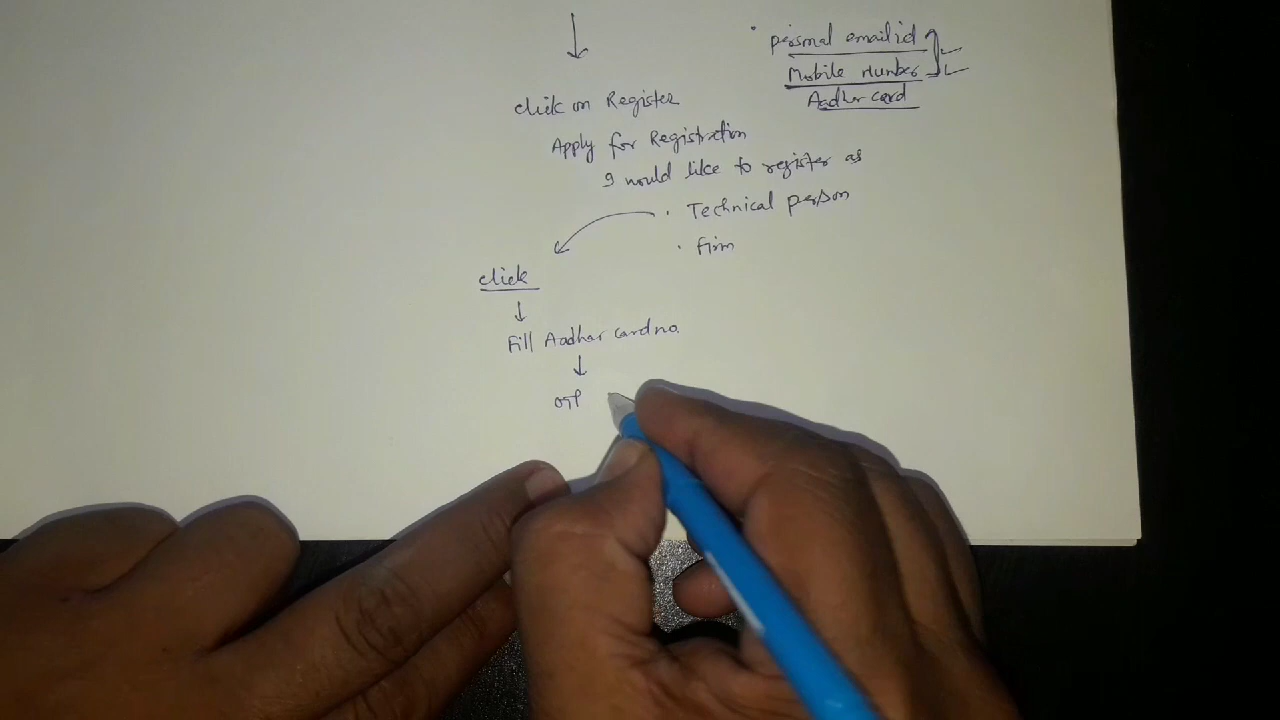 • personal email id
Mobile Number
Aadhar card
click on Register
Apply for Registration
I would like to register as
• Technical person
• firm
click
Fill Aadhar card no.
OTP